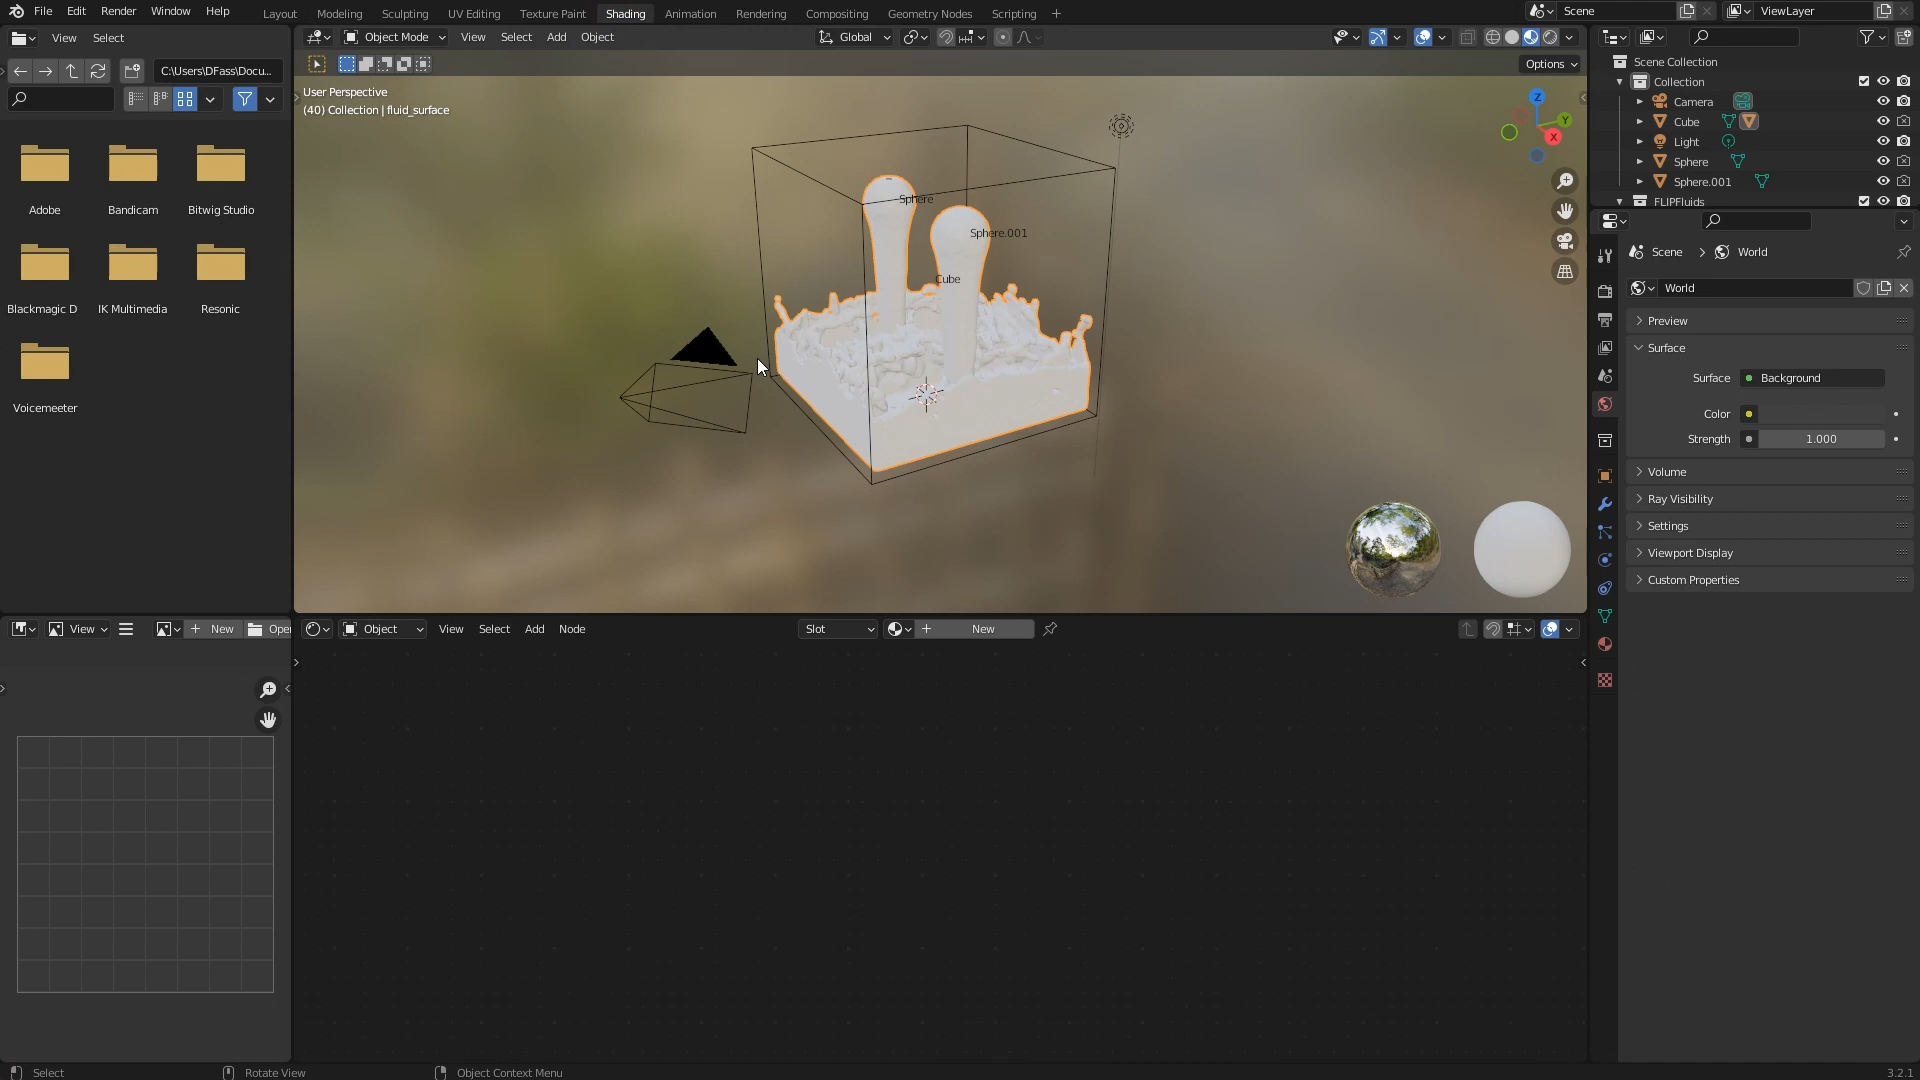 File Edit Render Window Help
Layout Modeling Sculpting UV Editing Texture Paint Shading Animation Rendering Compositing Geometry Nodes Scripting +
Scene
ViewLayer
View Select
Object Mode View Select Add Object
Global
C:\Users\DFass\Docu...
Options
User Perspective
(40) Collection | fluid_surface
Z
Y
X
Sphere
Sphere.001
Cube
Adobe
Bandicam
Bitwig Studio
Blackmagic D
IK Multimedia
Resonic
Voicemeeter
Scene Collection
Collection
Camera
Cube
Light
Sphere
Sphere.001
FLIPFluids
Scene > World
World
Preview
Surface
Surface Background
Color
Strength 1.000
Volume
Ray Visibility
Settings
Viewport Display
Custom Properties
View
New
Ope
Object View Select Add Node
Slot
New
Select
Rotate View
Object Context Menu
3.2.1